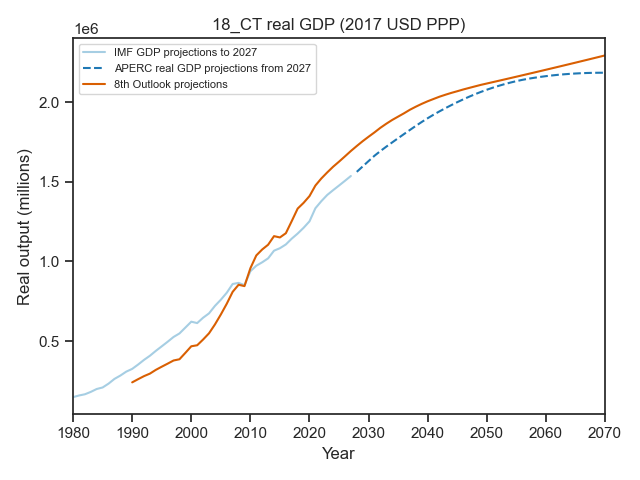 18_CT real GDP (2017 USD PPP)
1e6
IMF GDP projections to 2027
APERC real GDP projections from 2027
8th Outlook projections
2.0
1.5
1.0
0.5
Real output (millions)
1980 1990 2000 2010 2020 2030 2040 2050 2060 2070
Year